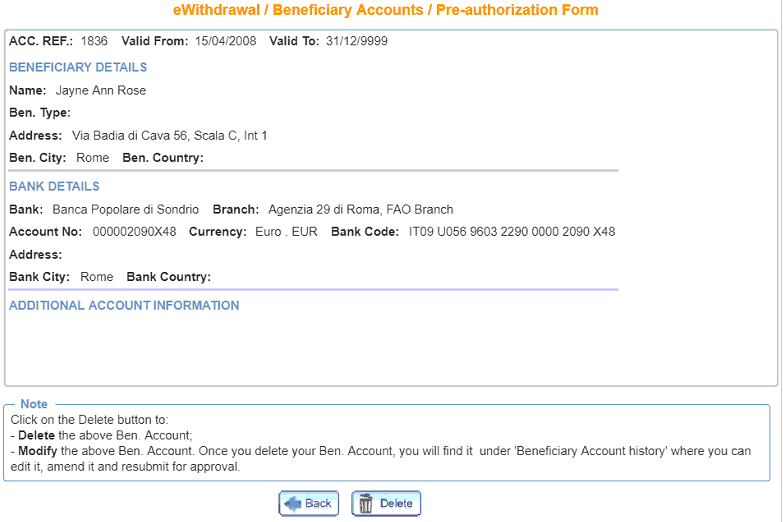 eWithdrawal / Beneficiary Accounts / Pre-authorization Form
ACC. REF.: 1836 Valid From: 15/04/2008 Valid To: 31/12/9999
BENEFICIARY DETAILS
Name: Jayne Ann Rose
Ben. Type:
Address: Via Badia di Cava 56, Scala C, Int 1
Ben. City: Rome Ben. Country:
BANK DETAILS
Bank: Banca Popolare di Sondrio Branch: Agenzia 29 di Roma, FAO Branch
Account No: 000002090X48 Currency: Euro . EUR Bank Code: IT09 U056 9603 2290 0000 2090 X48
Address:
Bank City: Rome Bank Country:
ADDITIONAL ACCOUNT INFORMATION
Note
Click on the Delete button to:
- Delete the above Ben. Account;
- Modify the above Ben. Account. Once you delete your Ben. Account, you will find it under 'Beneficiary Account history' where you can
edit it, amend it and resubmit for approval.
Back Delete